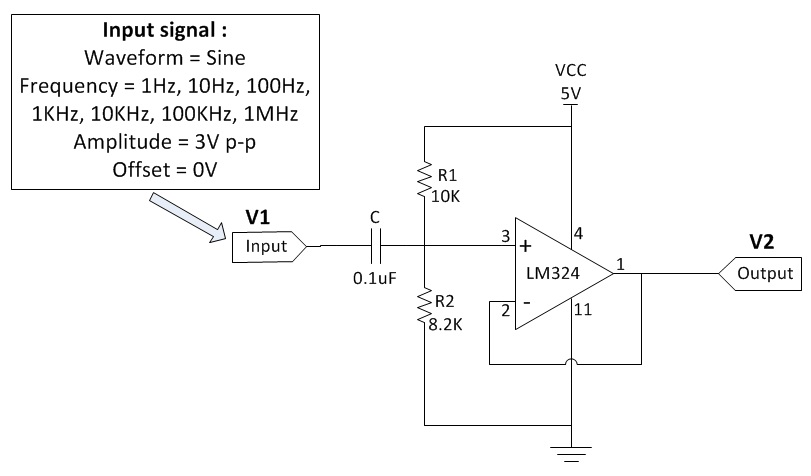 Input signal :
Waveform = Sine
Frequency = 1Hz, 10Hz, 100Hz,
1KHz, 10KHz, 100KHz, 1MHz
Amplitude = 3V p-p
Offset = 0V
VCC
5V
R1
10K
V1
Input
C
0.1uF
3
+
4
LM324
1
V2
Output
R2
8.2K
2
-
11